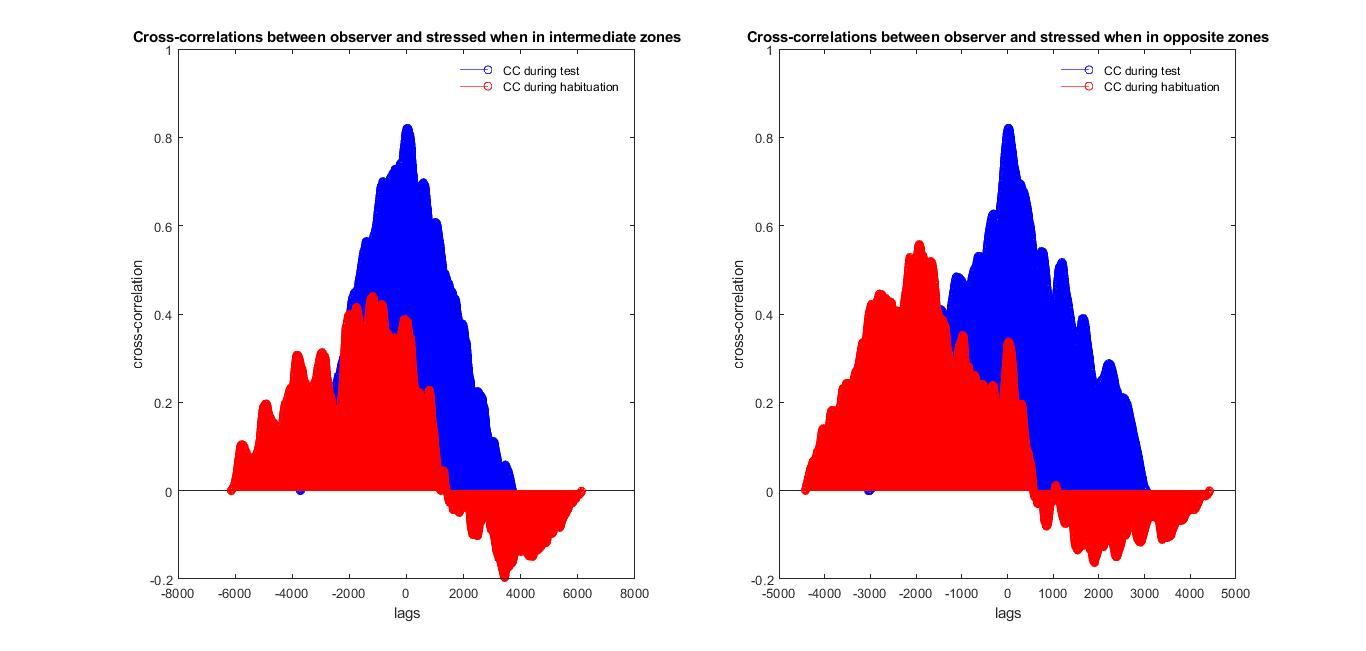 Cross-correlations between observer and stressed when in intermediate zones
1
CC during test
CC during habituation
0.8
0.6
0.4
0.2
0
-0.2
cross-correlation
-8000 -6000 -4000 -2000 0 2000 4000 6000 8000
lags
Cross-correlations between observer and stressed when in opposite zones
1
CC during test
CC during habituation
0.8
0.6
0.4
0.2
0
-0.2
cross-correlation
-5000 -4000 -3000 -2000 -1000 0 1000 2000 3000 4000 5000
lags